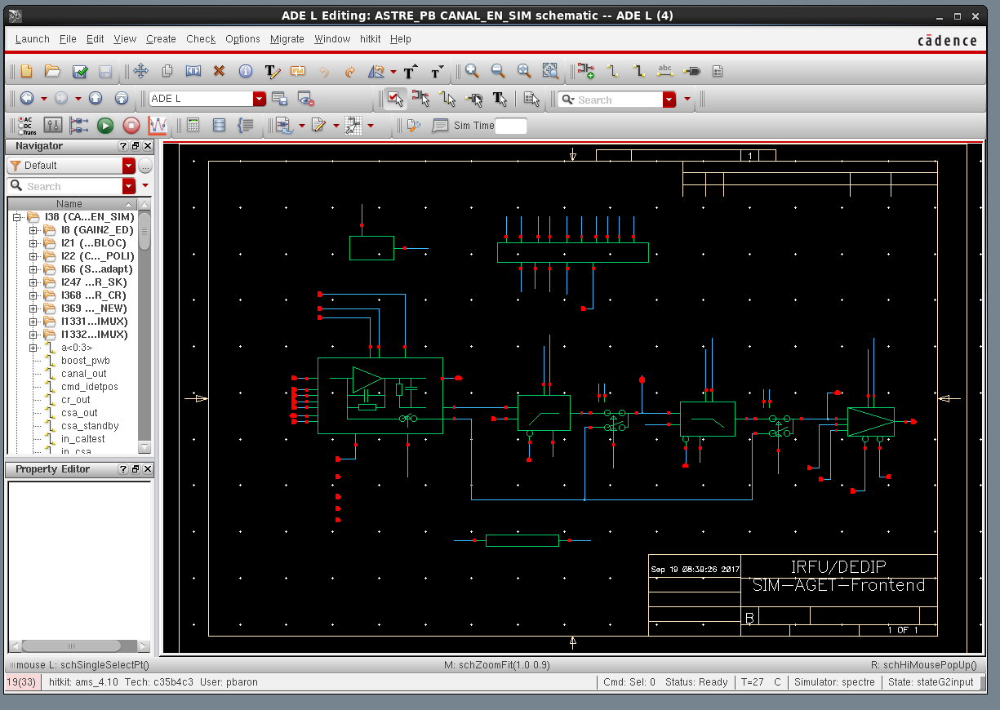 ADE L Editing: ASTRE_PB CANAL_EN_SIM schematic -- ADE L (4)
Launch File Edit View Create Check Options Migrate Window hitkit Help
cādence
T T T
abc
ADE L
T
Search
AC
DC
Trans
Sim Time
Navigator
Default
...
Search
Name
I38 (CA...EN_SIM)
I8 (GAIN2_ED)
I21 (...BLOC)
I22 (C..._POLI)
I66 (S...adapt)
I247 ...R_SK)
I368 ...R_CR)
I369 ..._NEW)
I1331...IMUX)
I1332...IMUX)
a<0:3>
boost_pwb
canal_out
cmd_idetpos
cr_out
csa_out
csa_standby
in_caltest
in_csa
Property Editor
1
Sep 19 08:39:26 2017
IRFU/DEDIP
SIM-AGET-Frontend
B
1 OF 1
mouse L: schSingleSelectPt()
M: schZoomFit(1.0 0.9)
R: schHiMousePopUp()
19(33) hitkit: ams_4.10 Tech: c35b4c3 User: pbaron
Cmd: Sel: 0 Status: Ready T=27 C Simulator: spectre State: stateG2input